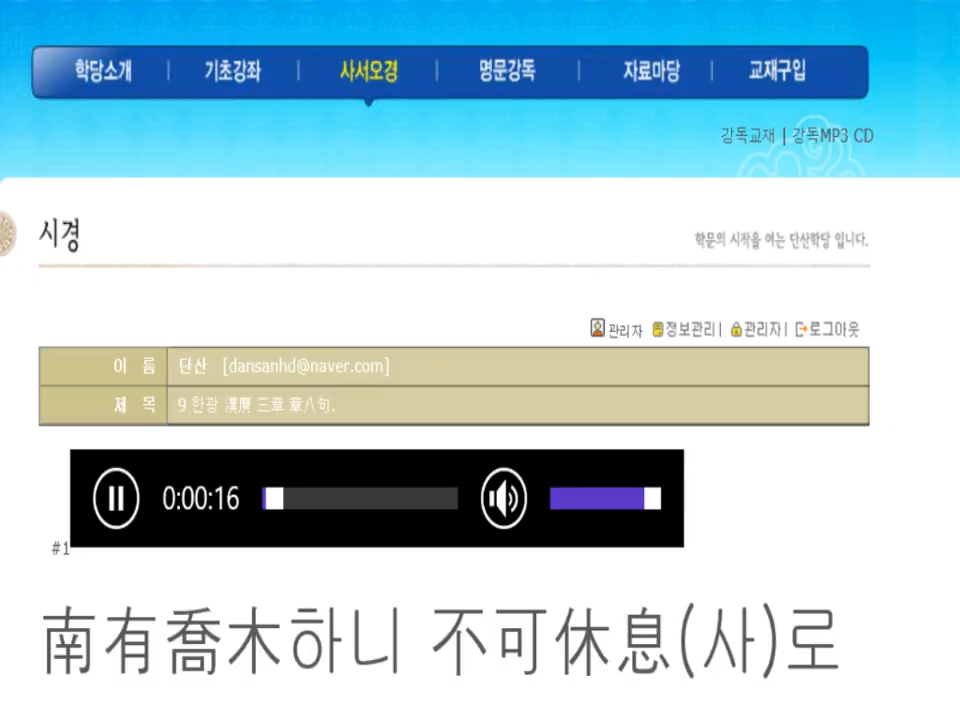 학당소개 | 기초강좌 | 사서오경 | 명문강독 | 자료마당 | 교재구입
강독교재 | 강독MP3 CD
시경
학문의 시작을 여는 단산학당 입니다.
관리자 정보관리 | 관리자 | 로그아웃
이 름 단산 [dansanhd@naver.com]
제 목 9 한광 漢廣 三章 章八句.
0:00:16
#1
南有喬木하니 不可休息(사)로